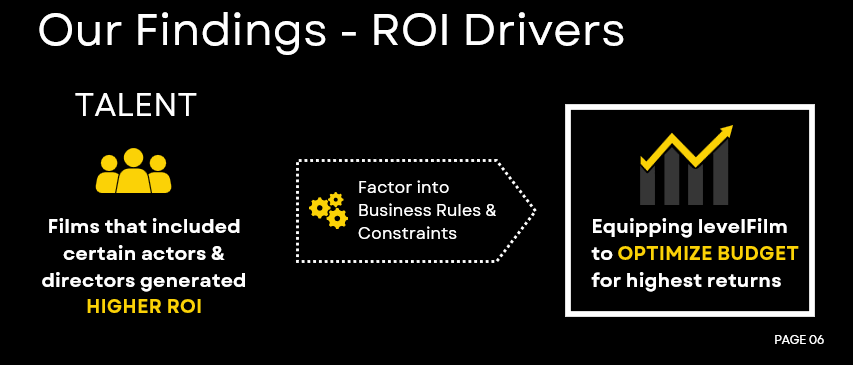 Our Findings - ROI Drivers
TALENT
Films that included
certain actors &
directors generated
HIGHER ROI
Factor into
Business Rules &
Constraints
Equipping levelFilm
to OPTIMIZE BUDGET
for highest returns
PAGE 06